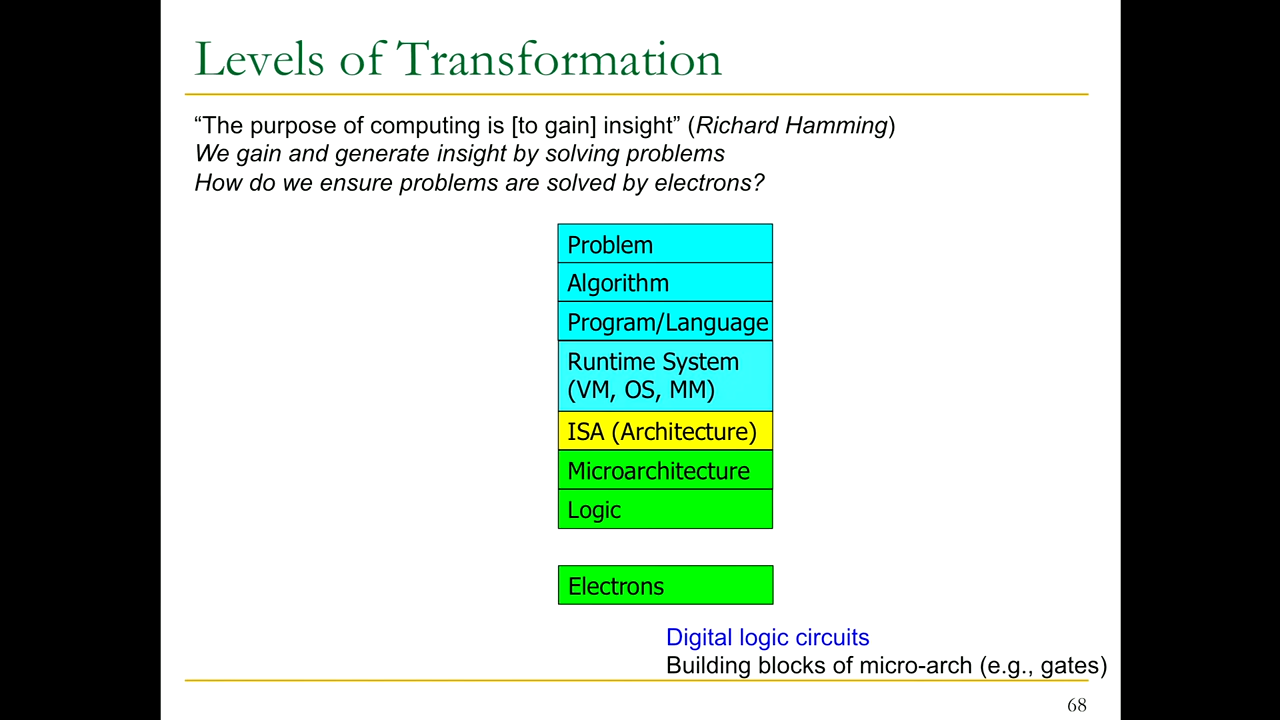 Levels of Transformation
“The purpose of computing is [to gain] insight” (Richard Hamming)
We gain and generate insight by solving problems
How do we ensure problems are solved by electrons?
Problem
Algorithm
Program/Language
Runtime System
(VM, OS, MM)
ISA (Architecture)
Microarchitecture
Logic
Electrons
Digital logic circuits
Building blocks of micro-arch (e.g., gates)
68